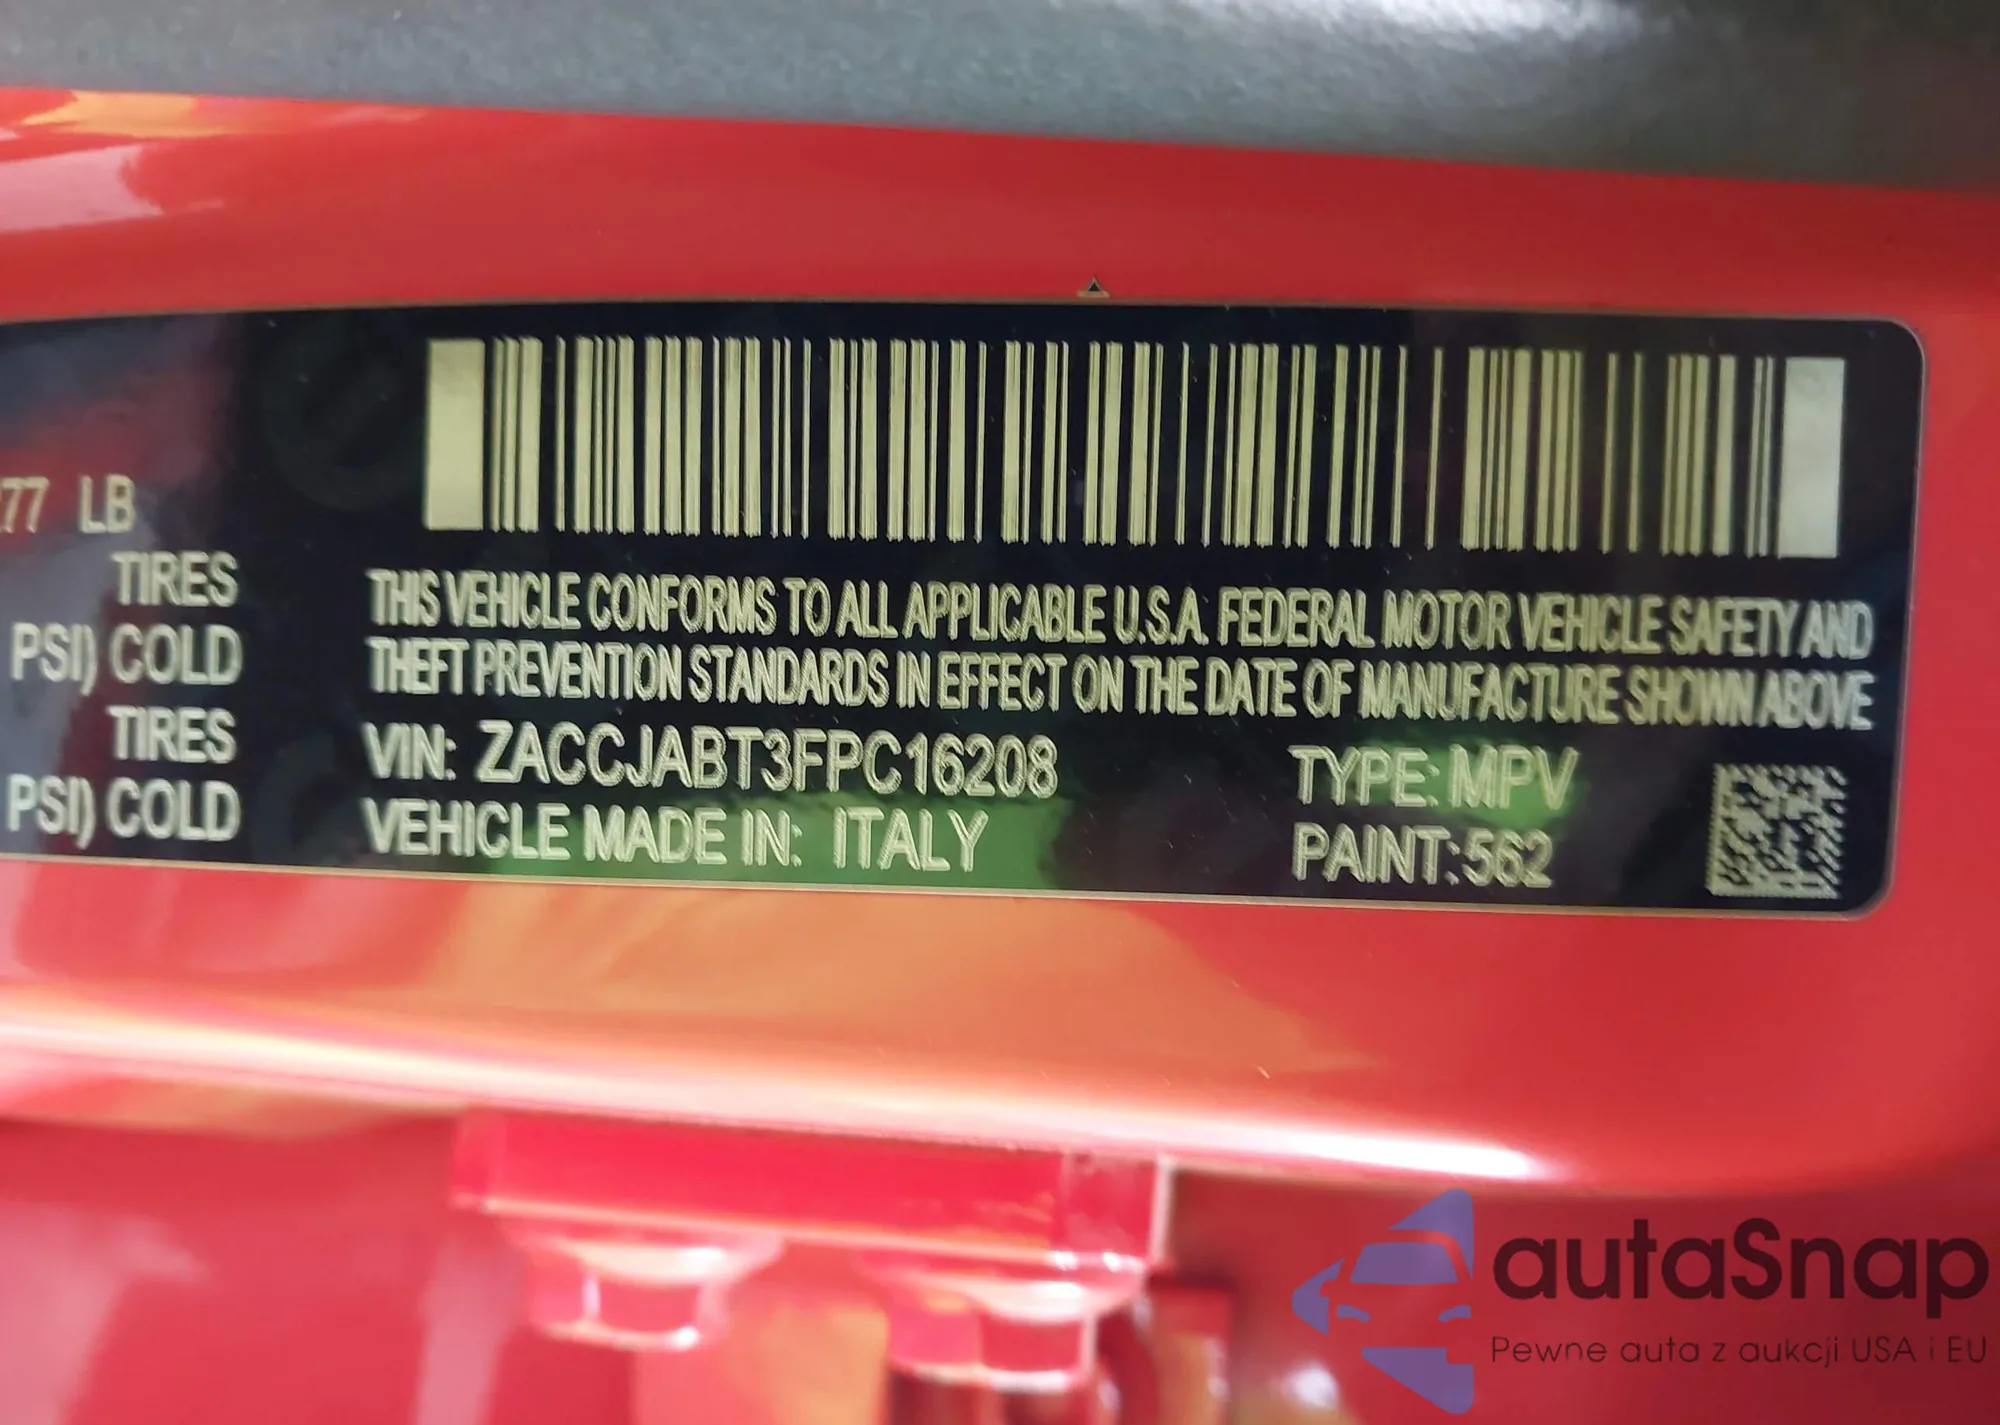 77 LB
TIRES
PSI) COLD
TIRES
PSI) COLD
THIS VEHICLE CONFORMS TO ALL APPLICABLE U.S.A. FEDERAL MOTOR VEHICLE SAFETY AND
THEFT PREVENTION STANDARDS IN EFFECT ON THE DATE OF MANUFACTURE SHOWN ABOVE
VIN: ZACCJABT3FPC16208
TYPE: MPV
VEHICLE MADE IN: ITALY
PAINT: 562
autaSnap
Pewne auta z aukcji USA i EU